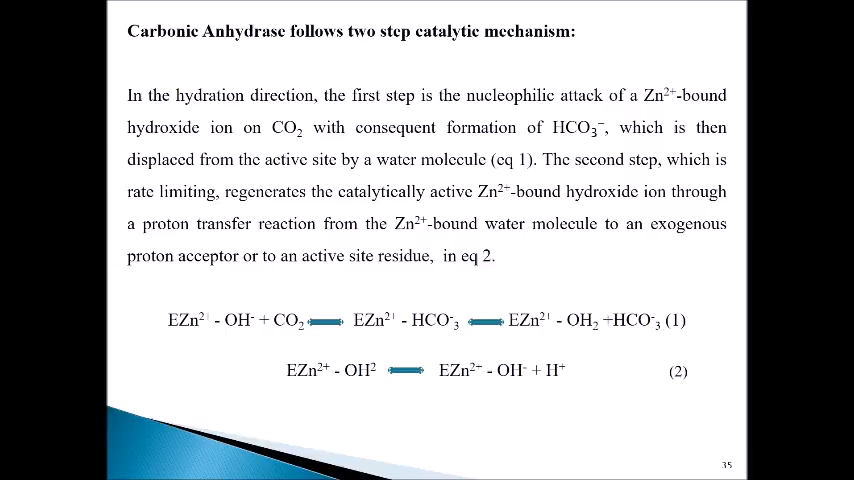 Carbonic Anhydrase follows two step catalytic mechanism:
In the hydration direction, the first step is the nucleophilic attack of a Zn²⁺-bound
hydroxide ion on CO₂ with consequent formation of HCO₃⁻, which is then
displaced from the active site by a water molecule (eq 1). The second step, which is
rate limiting, regenerates the catalytically active Zn²⁺-bound hydroxide ion through
a proton transfer reaction from the Zn²⁺-bound water molecule to an exogenous
proton acceptor or to an active site residue, in eq 2.
EZn²⁺ - OH⁻ + CO₂ ⟷ EZn²⁺ - HCO⁻₃ ⟷ EZn²⁺ - OH₂ +HCO⁻₃ (1)
EZn²⁺ - OH² ⟷ EZn²⁺ - OH⁻ + H⁺ (2)
35